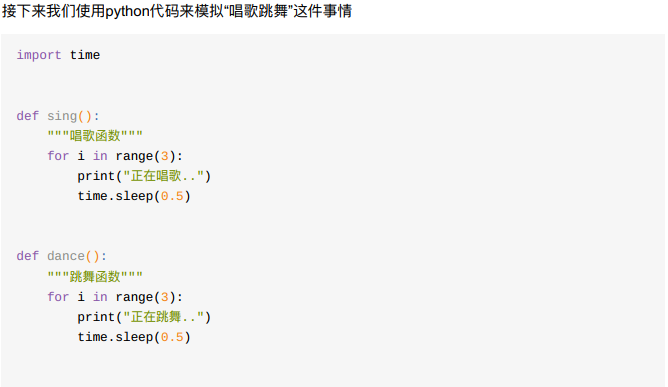 接下来我们使用python代码来模拟“唱歌跳舞”这件事情
import time
def sing():
    """唱歌函数"""
    for i in range(3):
        print("正在唱歌..")
        time.sleep(0.5)
def dance():
    """跳舞函数"""
    for i in range(3):
        print("正在跳舞..")
        time.sleep(0.5)